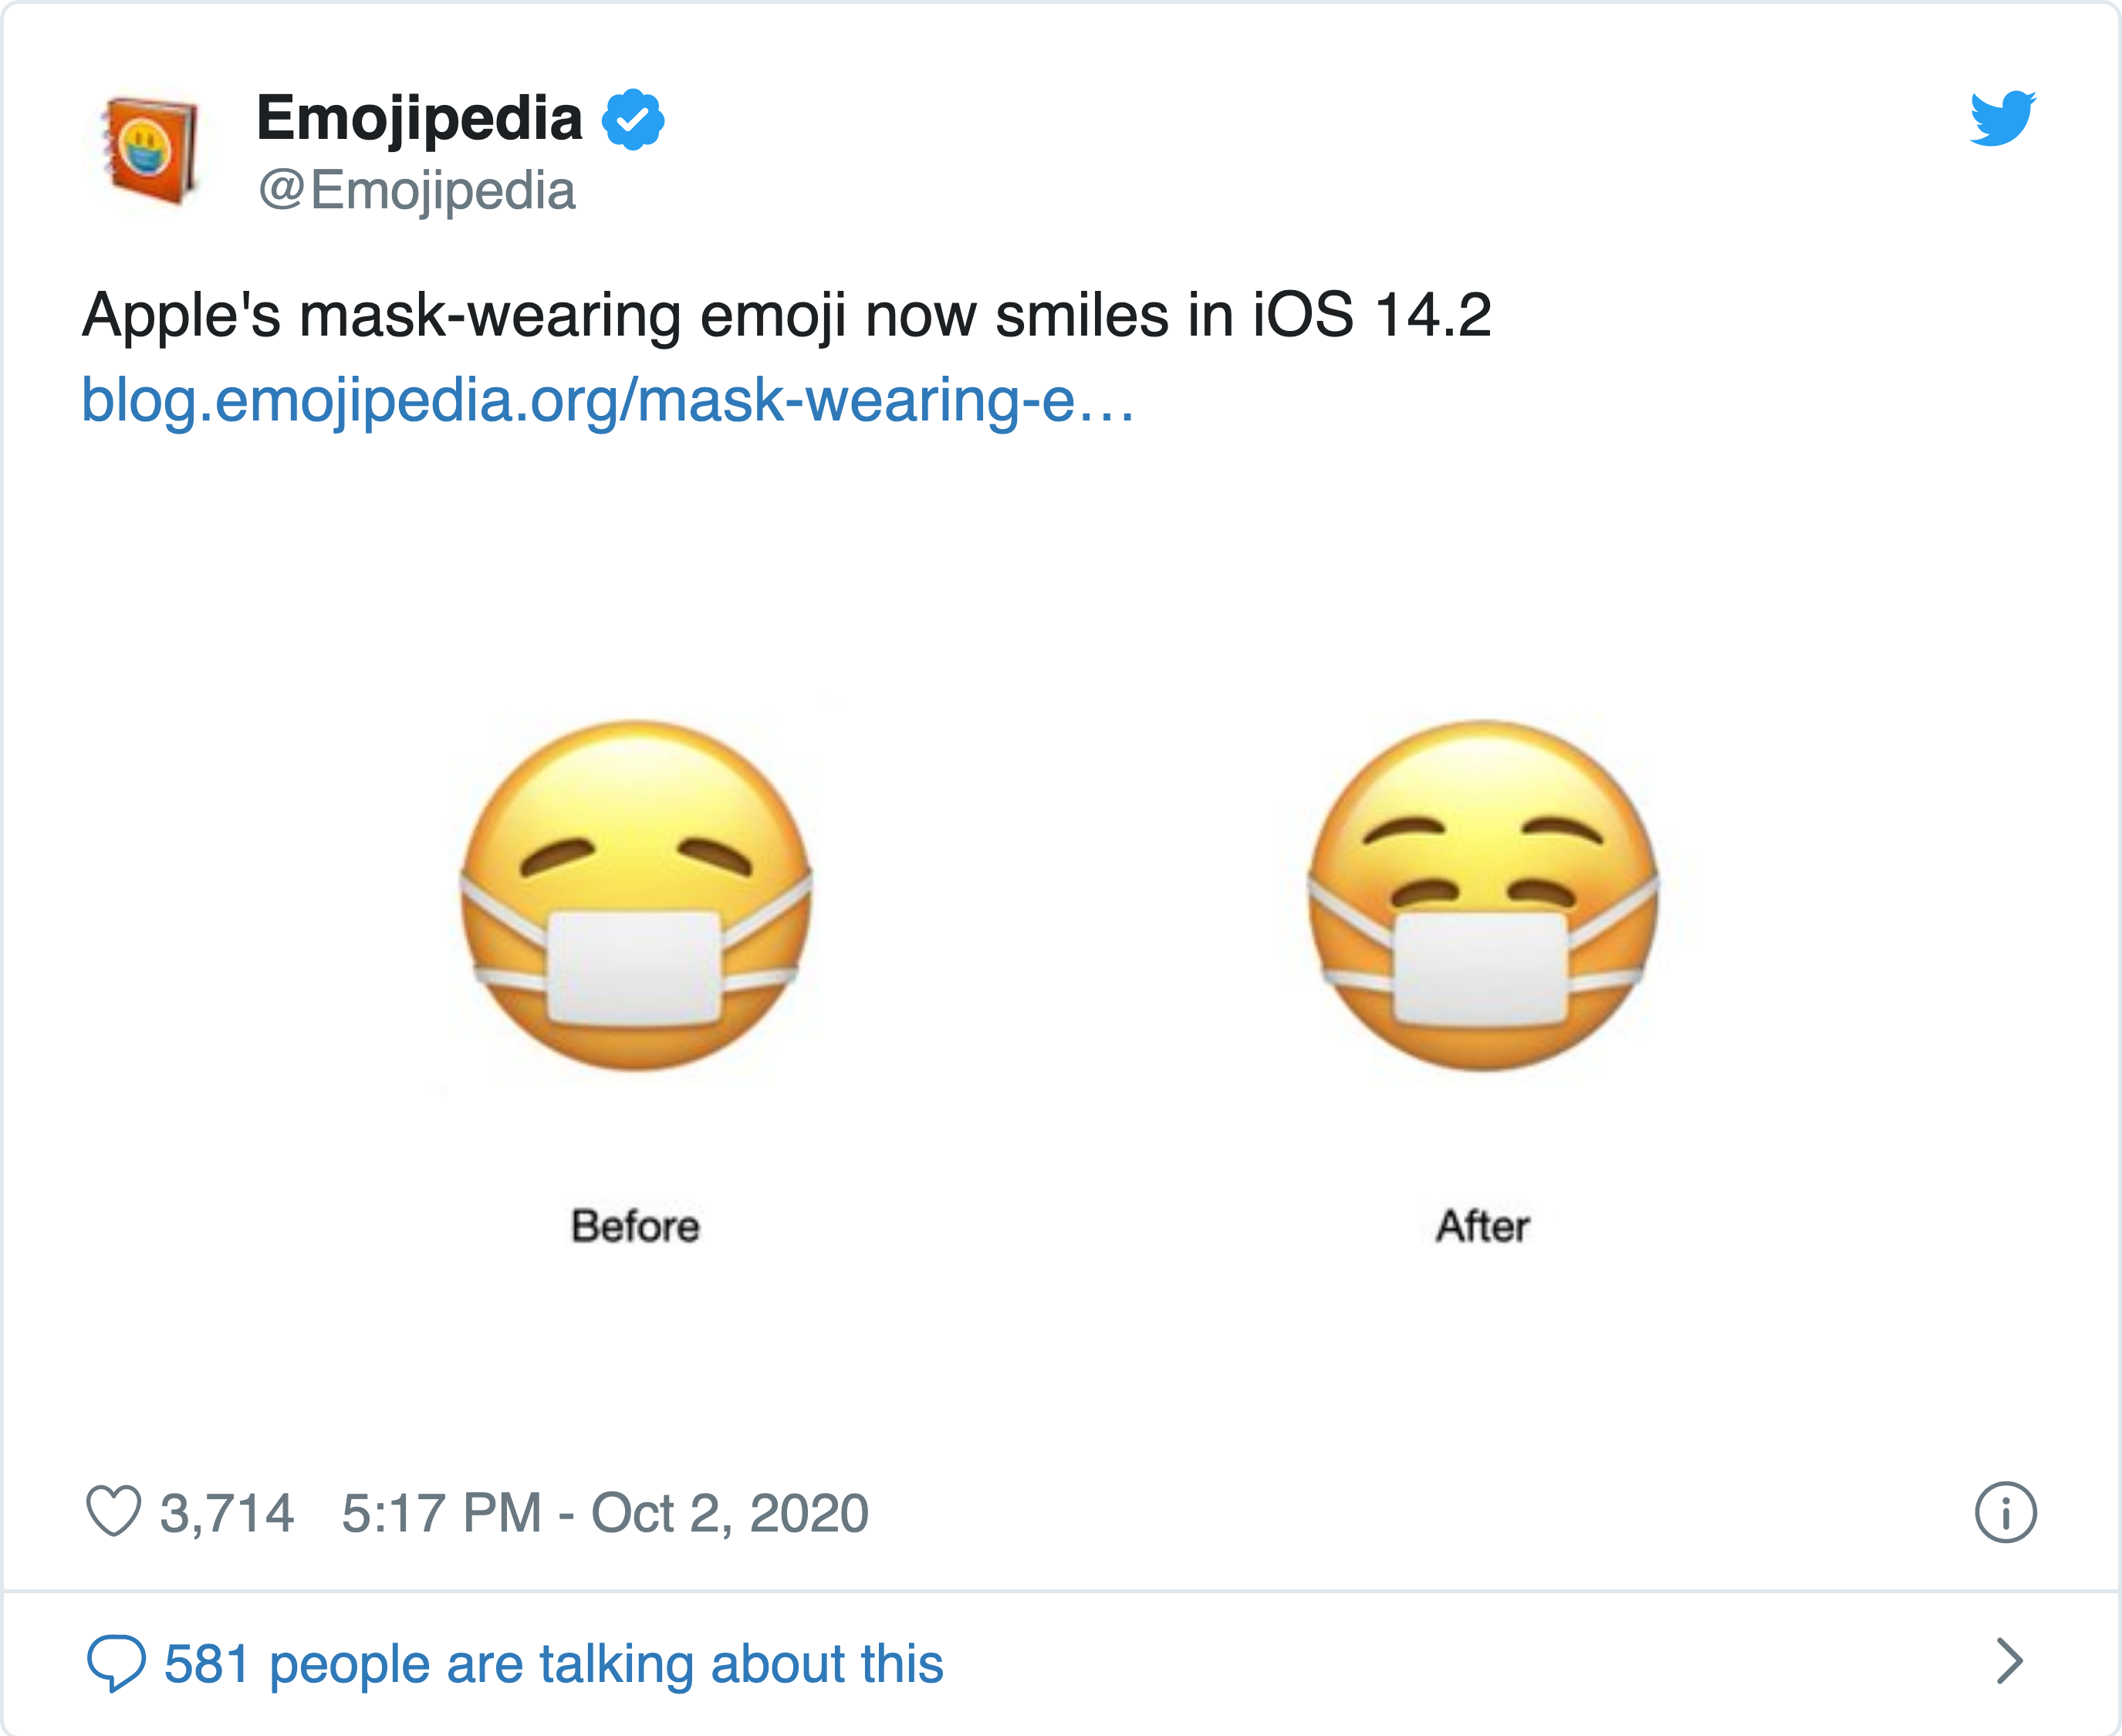 Emojipedia
@Emojipedia
Apple's mask-wearing emoji now smiles in iOS 14.2
blog.emojipedia.org/mask-wearing-e…
Before
After
3,714 5:17 PM - Oct 2, 2020
581 people are talking about this